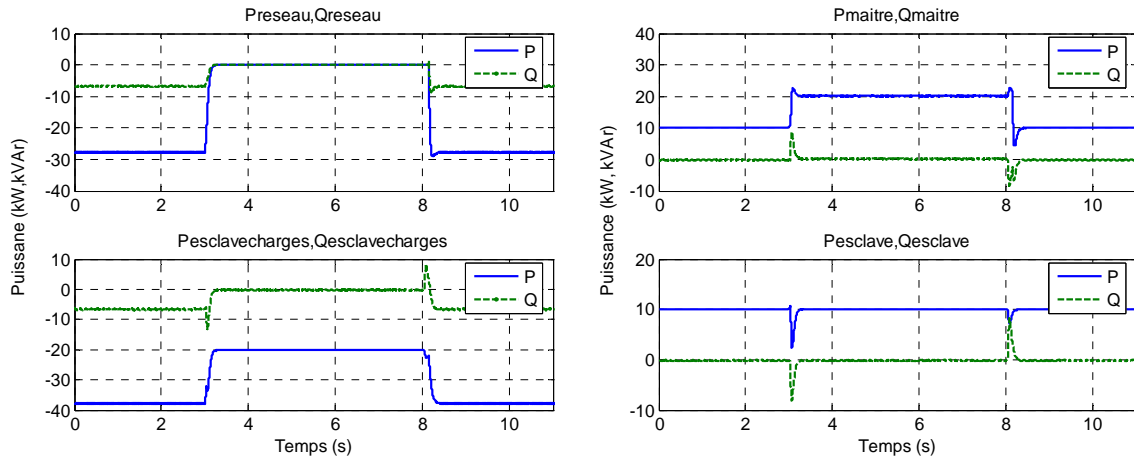 Preseau,Qreseau
10
0
-10
-20
-30
-40
0 2 4 6 8 10
P
Q
Pmaitre,Qmaitre
40
30
20
10
0
-10
0 2 4 6 8 10
P
Q
Puissane (kW,kVAr)
Puissance (kW, kVAr)
Pesclavecharges,Qesclavecharges
10
0
-10
-20
-30
-40
0 2 4 6 8 10
P
Q
Temps (s)
Pesclave,Qesclave
20
10
0
-10
0 2 4 6 8 10
P
Q
Temps (s)